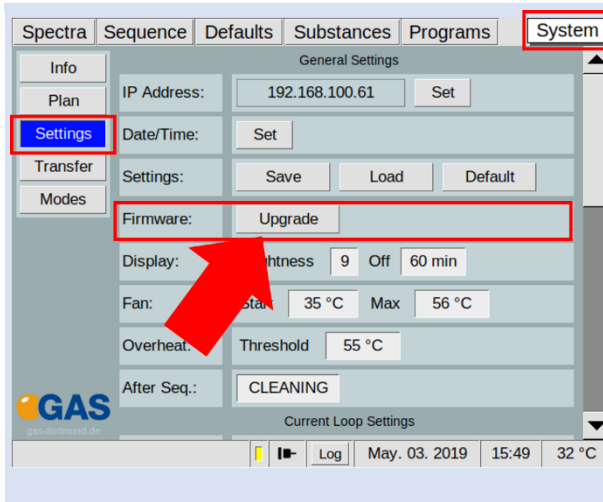 Spectra Sequence Defaults Substances Programs System
Info
Plan
Settings
Transfer
Modes
General Settings
IP Address: 192.168.100.61 Set
Date/Time: Set
Settings: Save Load Default
Firmware: Upgrade
Display: 9 Off 60 min
Fan: 35 °C Max 56 °C
Overheat: Threshold 55 °C
After Seq.: CLEANING
Current Loop Settings
GAS
gas-dortmund de
Log May. 03. 2019 15:49 32 °C